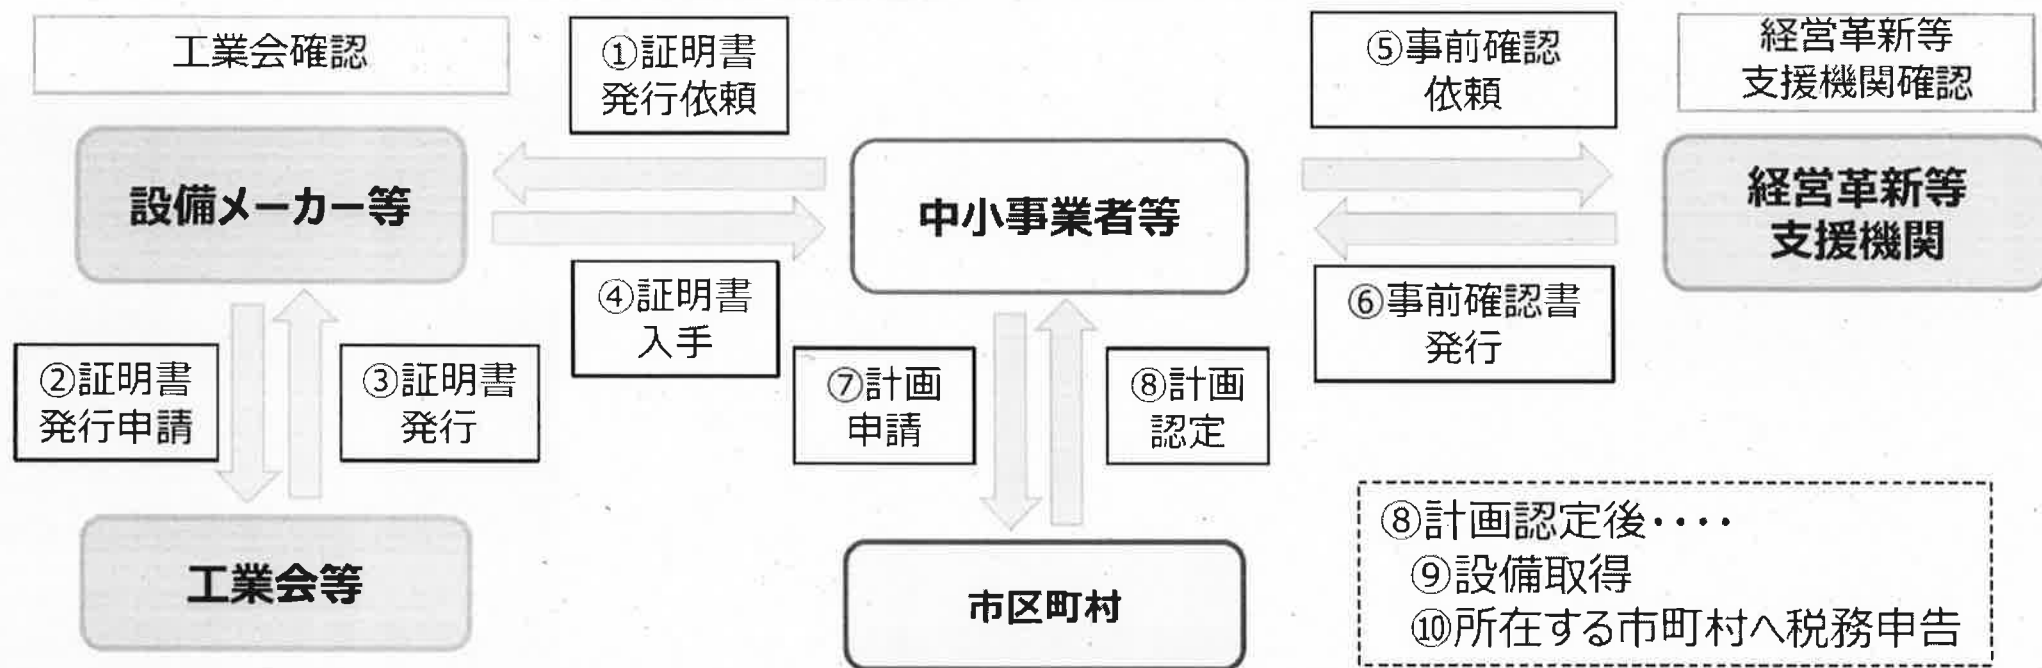 工業会確認
①証明書
発行依頼
⑤事前確認
依頼
経営革新等
支援機関確認
設備メーカー等
中小事業者等
経営革新等
支援機関
④証明書
入手
⑥事前確認書
発行
②証明書
発行申請
③証明書
発行
⑦計画
申請
⑧計画
認定
工業会等
市区町村
⑧計画認定後････
⑨設備取得
⑩所在する市町村へ税務申告